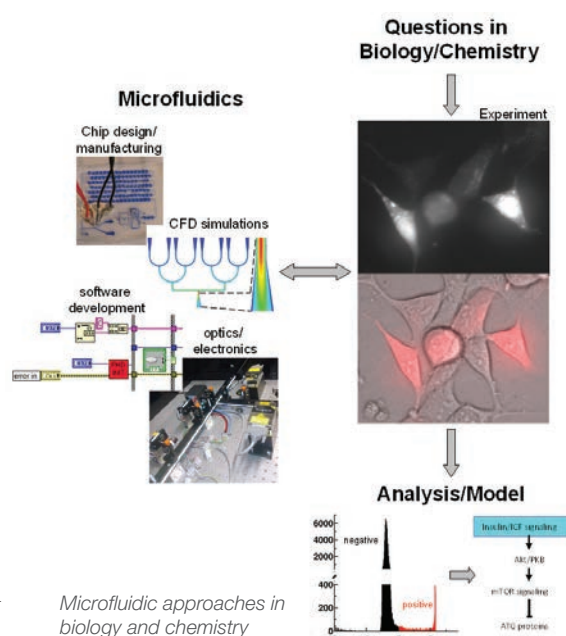 Questions in
Biology/Chemistry
Microfluidics
Experiment
Chip design/
manufacturing
CFD simulations
software
development
optics/
electronics
error in
Analysis/Model
6000
4000
2000
400
200
0
negative
positive
Insulin/IGF signaling
Akt/PKB
mTOR signaling
ATG proteins
Microfluidic approaches in
biology and chemistry